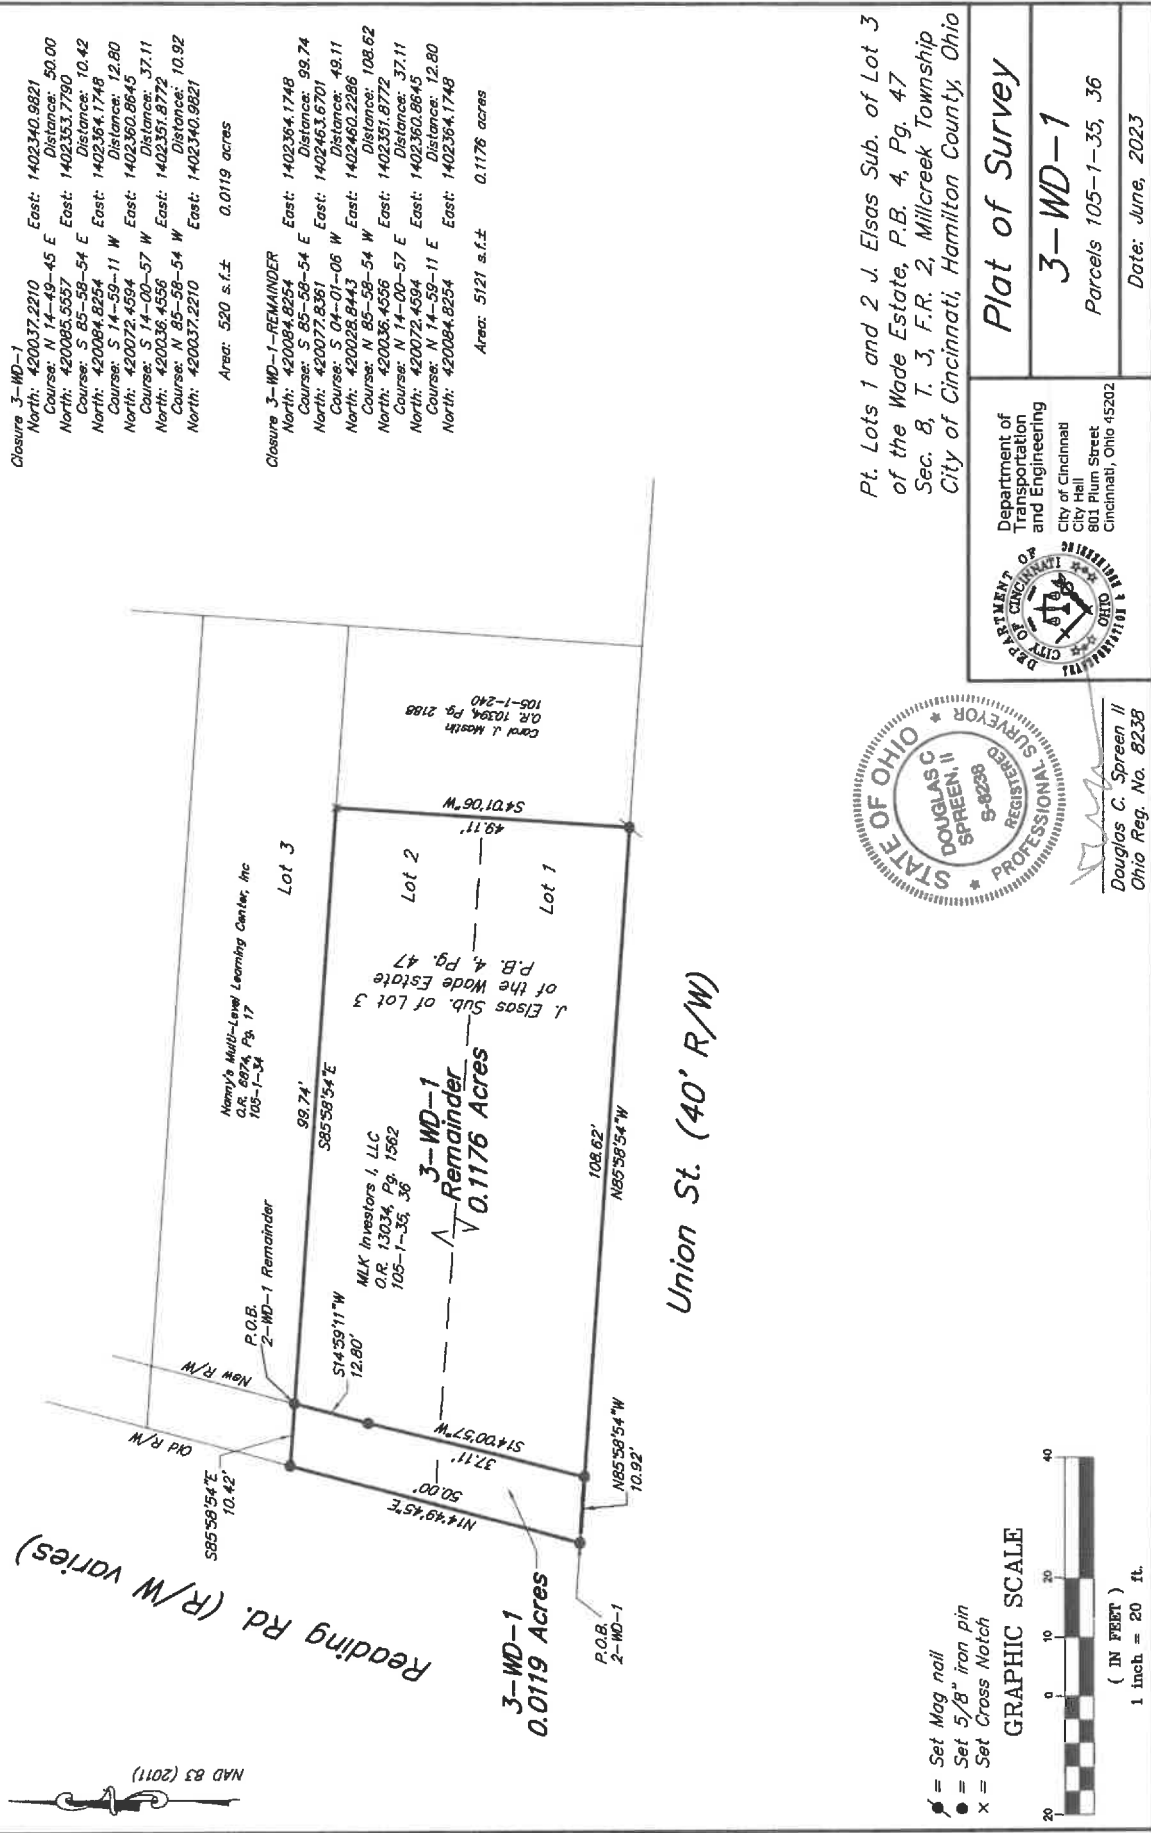 Closure 3-WD-1
North: 420037.2210 East: 1402340.9821
Course: N 14-49-45 E Distance: 50.00
North: 420085.5557 East: 1402353.7790
Course: S 85-58-54 E Distance: 10.42
North: 420084.8254 East: 1402364.1748
Course: S 14-59-11 W Distance: 12.80
North: 420072.4594 East: 1402360.8645
Course: S 14-00-57 W Distance: 37.11
North: 420036.4556 East: 1402351.8772
Course: N 85-58-54 W Distance: 10.92
North: 420037.2210 East: 1402340.9821
Area: 520 s.f.± 0.0119 acres
Closure 3-WD-1-REMAINDER
North: 420084.8254 East: 1402364.1748
Course: S 85-58-54 E Distance: 99.74
North: 420077.8361 East: 1402463.6701
Course: S 04-01-06 W Distance: 49.11
North: 420028.8443 East: 1402460.2286
Course: N 85-58-54 W Distance: 108.62
North: 420036.4556 East: 1402351.8772
Course: N 14-00-57 E Distance: 37.11
North: 420072.4594 East: 1402360.8645
Course: N 14-59-11 E Distance: 12.80
North: 420084.8254 East: 1402364.1748
Area: 5121 s.f.± 0.1176 acres
NAD 83 (2011)
Reading Rd. (R/W varies)
Old R/W
New R/W
S85°58'54"E
10.42'
P.O.B.
2-WD-1 Remainder
Nanny's Multi-Level Learning Center, Inc
O.R. 6874, Pg. 17
105-1-34
Lot 3
99.74'
S85°58'54"E
S14°59'11"W
12.80'
MLK Investors I, LLC
O.R. 13034, Pg. 1562
105-1-35, 36
3-WD-1
Remainder
0.1176 Acres
J. Elsas Sub. of Lot 3
of the Wade Estate
P.B. 4, Pg. 47
Lot 2
Lot 1
S4°01'06"W
49.11'
Carol J. Mastin
O.R. 10394, Pg. 2188
105-1-240
N14°49'45"E
50.00'
37.11'
S14°00'57"W
108.62'
N85°58'54"W
N85°58'54"W
10.92'
3-WD-1
0.0119 Acres
P.O.B.
2-WD-1
Union St. (40' R/W)
= Set Mag nail
= Set 5/8" iron pin
x = Set Cross Notch
GRAPHIC SCALE
20 0 10 20 40
( IN FEET )
1 inch = 20 ft.
STATE OF OHIO
DOUGLAS C
SPREEN, II
S-8238
REGISTERED
PROFESSIONAL SURVEYOR
Douglas C. Spreen II
Ohio Reg. No. 8238
Pt. Lots 1 and 2 J. Elsas Sub. of Lot 3
of the Wade Estate, P.B. 4, Pg. 47
Sec. 8, T. 3, F.R. 2, Millcreek Township
City of Cincinnati, Hamilton County, Ohio
DEPARTMENT OF
TRANSPORTATION & ENGINEERING
CITY OF CINCINNATI
OHIO
Department of
Transportation
and Engineering
City of Cincinnati
City Hall
801 Plum Street
Cincinnati, Ohio 45202
Plat of Survey
3-WD-1
Parcels 105-1-35, 36
Date: June, 2023